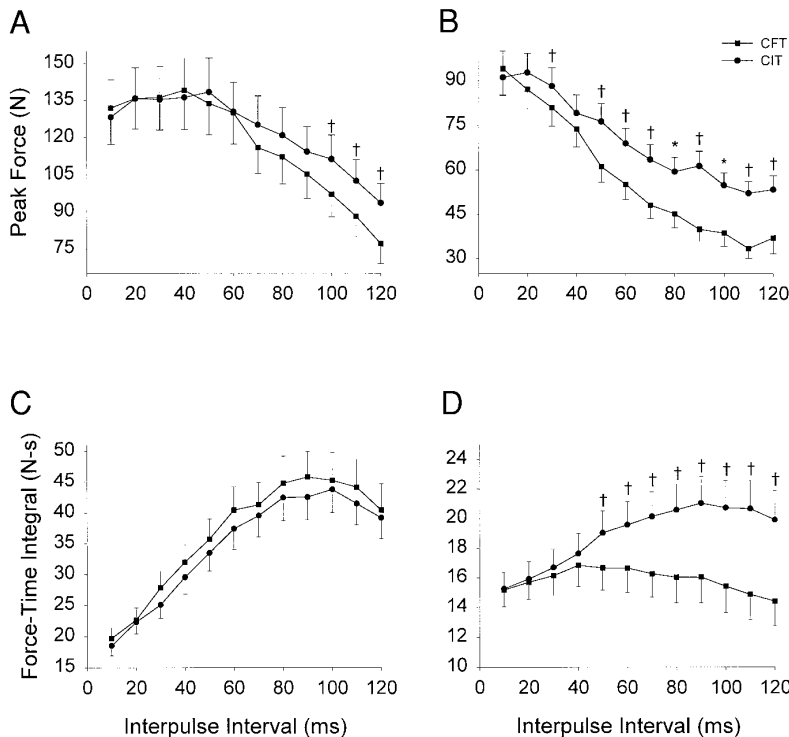 A
B
CFT
CIT
Peak Force (N)
150
135
120
105
90
75
0 20 40 60 80 100 120
† † †
90
75
60
45
30
0 20 40 60 80 100 120
† † † † * † * † †
C
D
Force-Time Integral (N-s)
50
45
40
35
30
25
20
15
0 20 40 60 80 100 120
Interpulse Interval (ms)
24
22
20
18
16
14
12
10
0 20 40 60 80 100 120
† † † † † † † †
Interpulse Interval (ms)